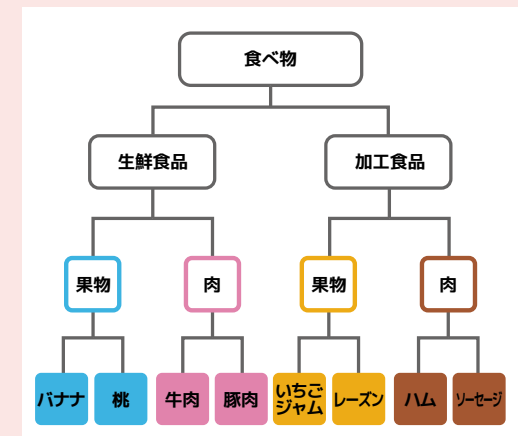 食べ物
生鮮食品
加工食品
果物
肉
果物
肉
バナナ
桃
牛肉
豚肉
いちご
ジャム
レーズン
ハム
ソーセージ